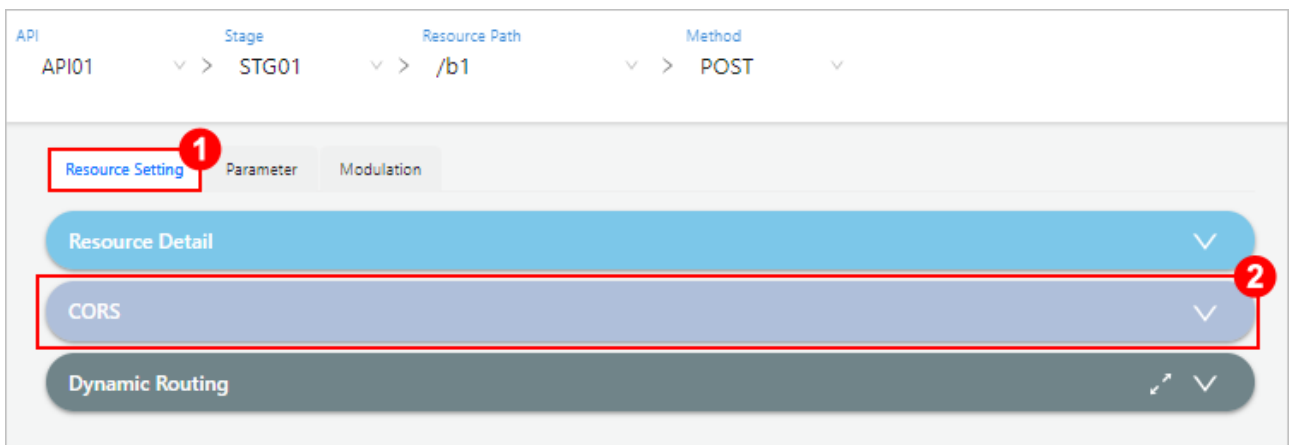 API Stage Resource Path Method
API01 > STG01 > /b1 > POST
1
Resource Setting Parameter Modulation
Resource Detail
2
CORS
Dynamic Routing